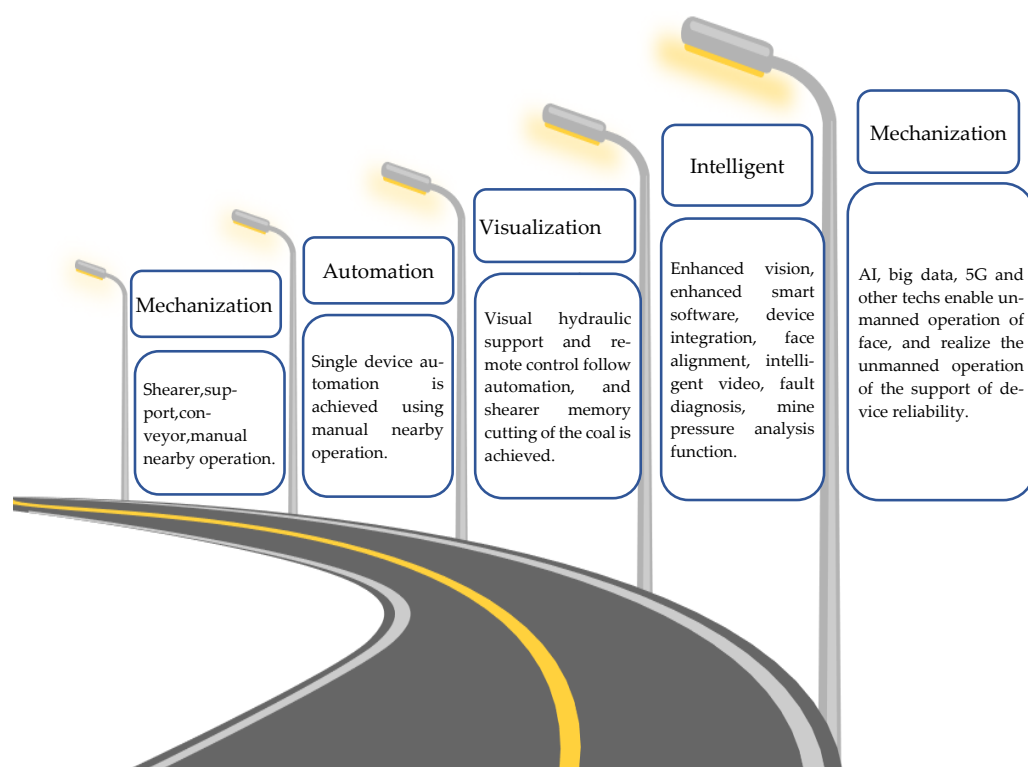 Mechanization
Shearer,sup-
port,con-
veyor,manual
nearby operation.
Automation
Single device au-
tomation is
achieved using
manual nearby
operation.
Visualization
Visual hydraulic
support and re-
mote control follow
automation, and
shearer memory
cutting of the coal is
achieved.
Intelligent
Enhanced vision,
enhanced smart
software, device
integration, face
alignment, intelli-
gent video, fault
diagnosis, mine
pressure analysis
function.
Mechanization
AI, big data, 5G and
other techs enable un-
manned operation of
face, and realize the
unmanned operation
of the support of de-
vice reliability.